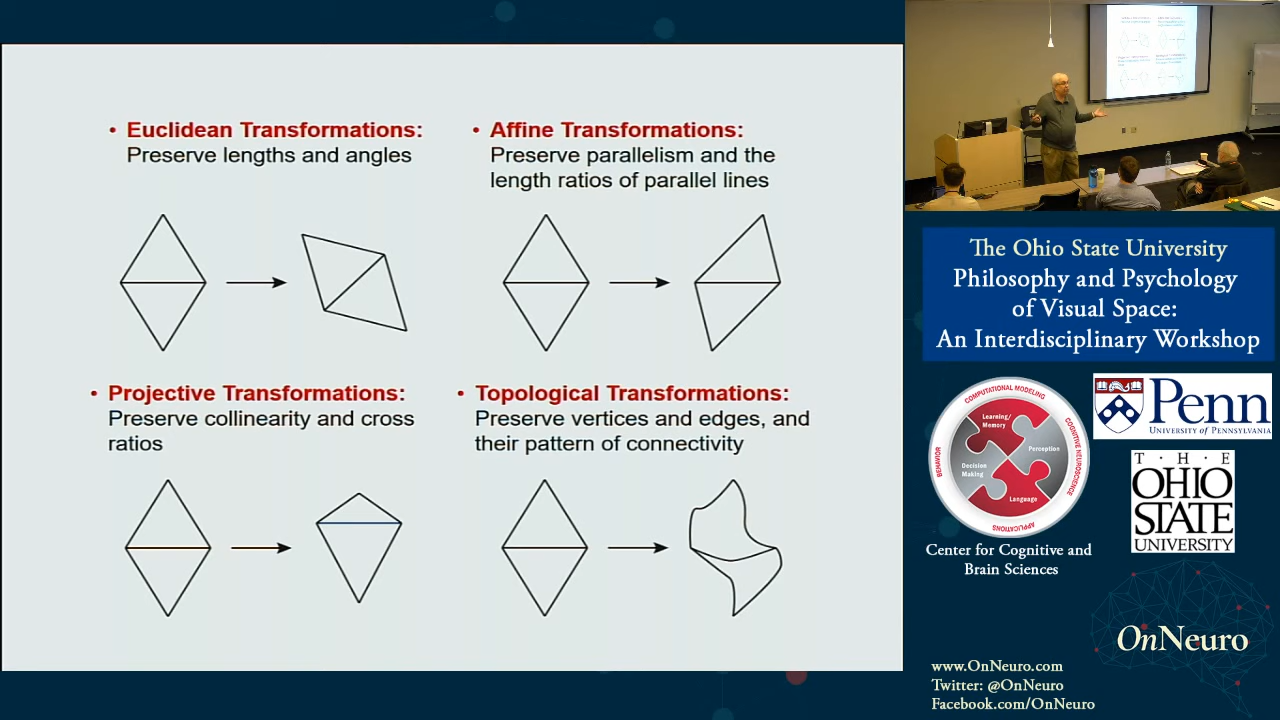 • Euclidean Transformations:
Preserve lengths and angles
• Affine Transformations:
Preserve parallelism and the
length ratios of parallel lines
• Projective Transformations:
Preserve collinearity and cross
ratios
• Topological Transformations:
Preserve vertices and edges, and
their pattern of connectivity
The Ohio State University
Philosophy and Psychology
of Visual Space:
An Interdisciplinary Workshop
COMPUTATIONAL MODELING
COGNITIVE NEUROSCIENCE
APPLICATIONS
BEHAVIOR
Learning/
Memory
Perception
Decision
Making
Language
Center for Cognitive and
Brain Sciences
Penn
UNIVERSITY of PENNSYLVANIA
T · H · E
OHIO
STATE
UNIVERSITY
OnNeuro
www.OnNeuro.com
Twitter: @OnNeuro
Facebook.com/OnNeuro